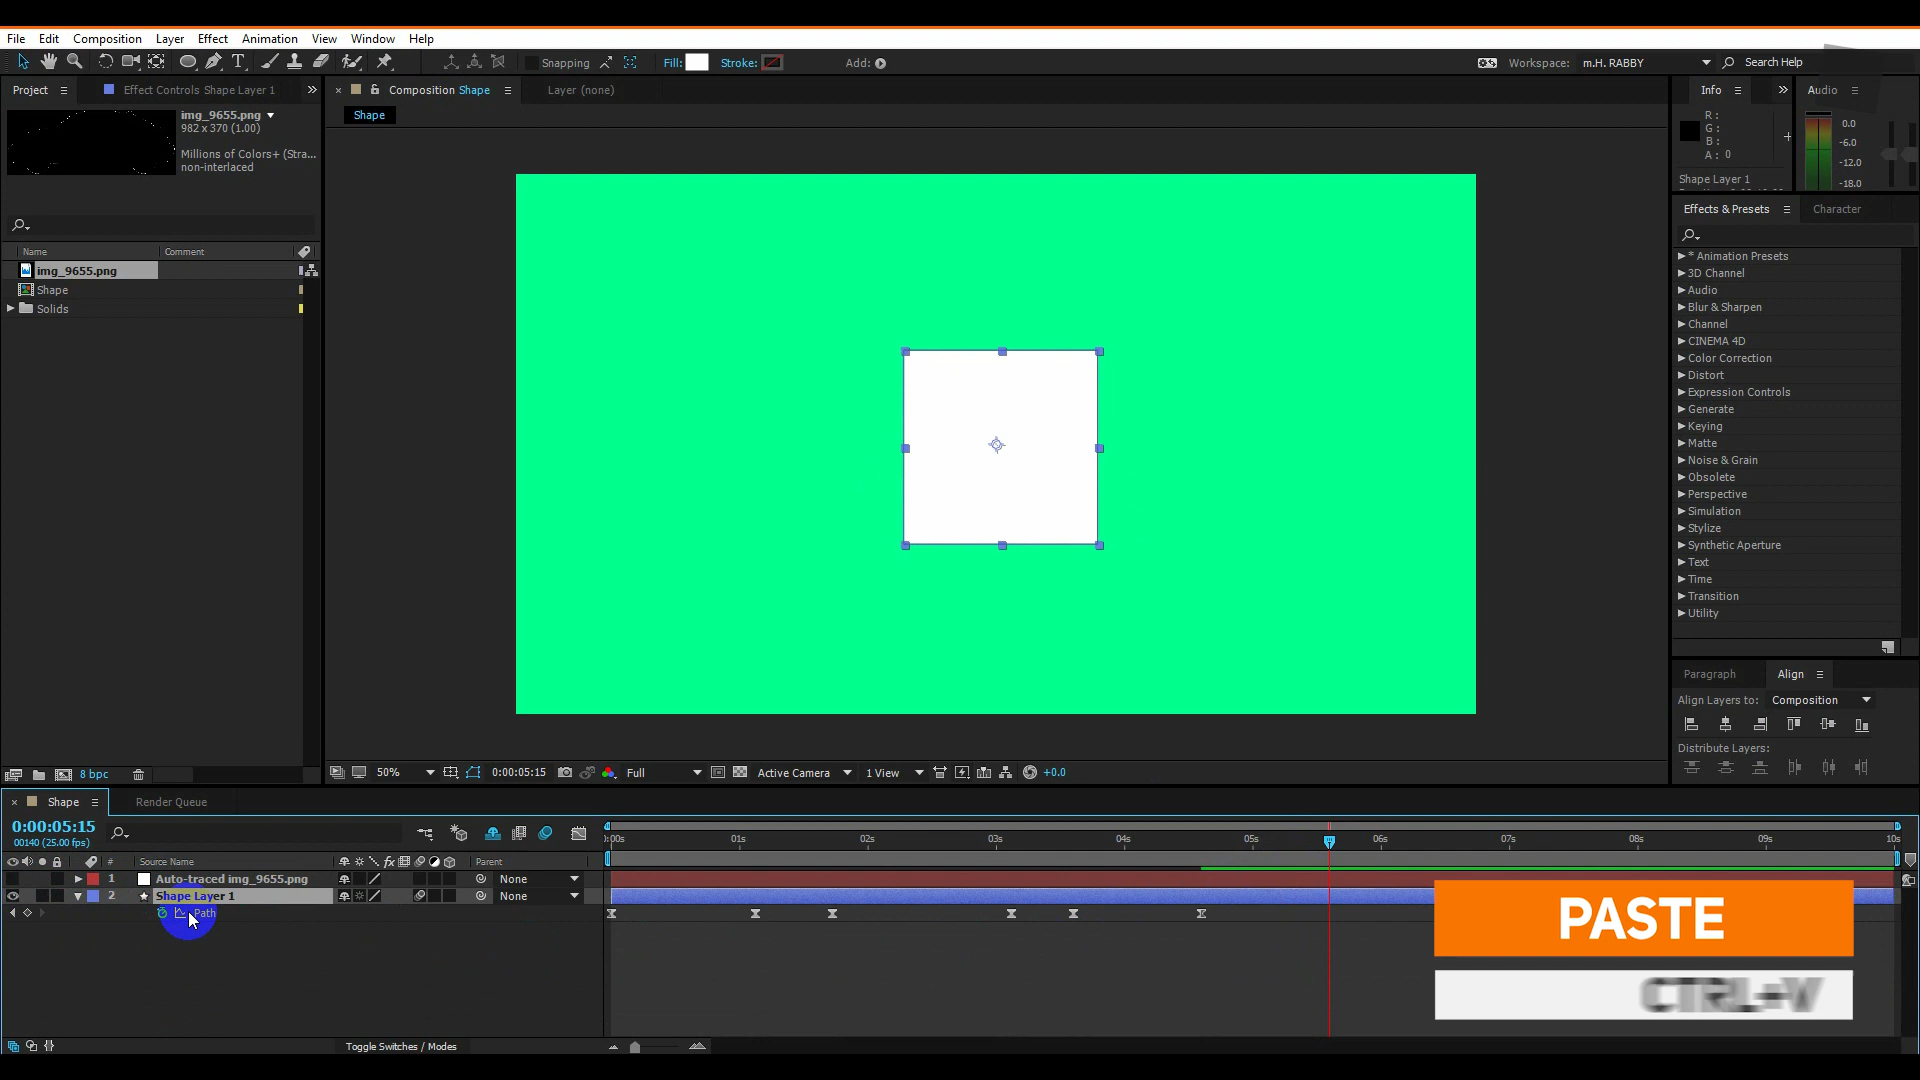 File Edit Composition Layer Effect Animation View Window Help
Snapping Fill: Stroke: Add: Workspace: m.H. RABBY Search Help
Project Effect Controls Shape Layer 1 Composition Shape Layer (none) Info Audio
img_9655.png
982 x 370 (1.00)
Millions of Colors+ (Stra...
non-interlaced
Shape
R :
G :
B :
A : 0
0.0
-6.0
-12.0
-18.0
Shape Layer 1
Effects & Presets Character
Name Comment
img_9655.png
Shape
Solids
* Animation Presets
3D Channel
Audio
Blur & Sharpen
Channel
CINEMA 4D
Color Correction
Distort
Expression Controls
Generate
Keying
Matte
Noise & Grain
Obsolete
Perspective
Simulation
Stylize
Synthetic Aperture
Text
Time
Transition
Utility
Paragraph Align
Align Layers to: Composition
Distribute Layers:
8 bpc 50% 0:00:05:15 Full Active Camera 1 View +0.0
Shape Render Queue
0:00:05:15
00140 (25.00 fps)
:00s 01s 02s 03s 04s 05s 06s 07s 08s 09s 10s
# Source Name fx Parent
1 Auto-traced img_9655.png None
2 Shape Layer 1 None
Path
PASTE
CTRL+V
Toggle Switches / Modes